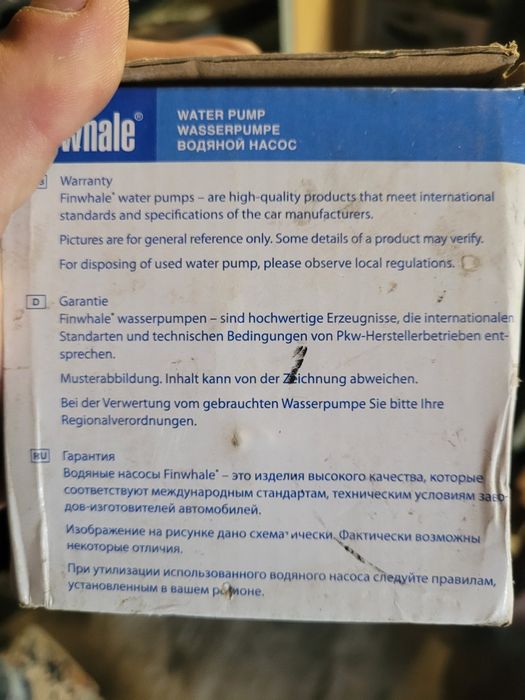 whale®
WATER PUMP
WASSERPUMPE
ВОДЯНОЙ НАСОС
Warranty
Finwhale® water pumps – are high-quality products that meet international
standards and specifications of the car manufacturers.
Pictures are for general reference only. Some details of a product may verify.
For disposing of used water pump, please observe local regulations.
D Garantie
Finwhale® wasserpumpen – sind hochwertige Erzeugnisse, die internationalen
Standarten und technischen Bedingungen von Pkw-Herstellerbetrieben ent-
sprechen.
Musterabbildung. Inhalt kann von der Zeichnung abweichen.
Bei der Verwertung vom gebrauchten Wasserpumpe Sie bitte Ihre
Regionalverordnungen.
RU Гарантия
Водяные насосы Finwhale® – это изделия высокого качества, которые
соответствуют международным стандартам, техническим условиям заво-
дов-изготовителей автомобилей.
Изображение на рисунке дано схематически. Фактически возможны
некоторые отличия.
При утилизации использованного водяного насоса следуйте правилам,
установленным в вашем регионе.